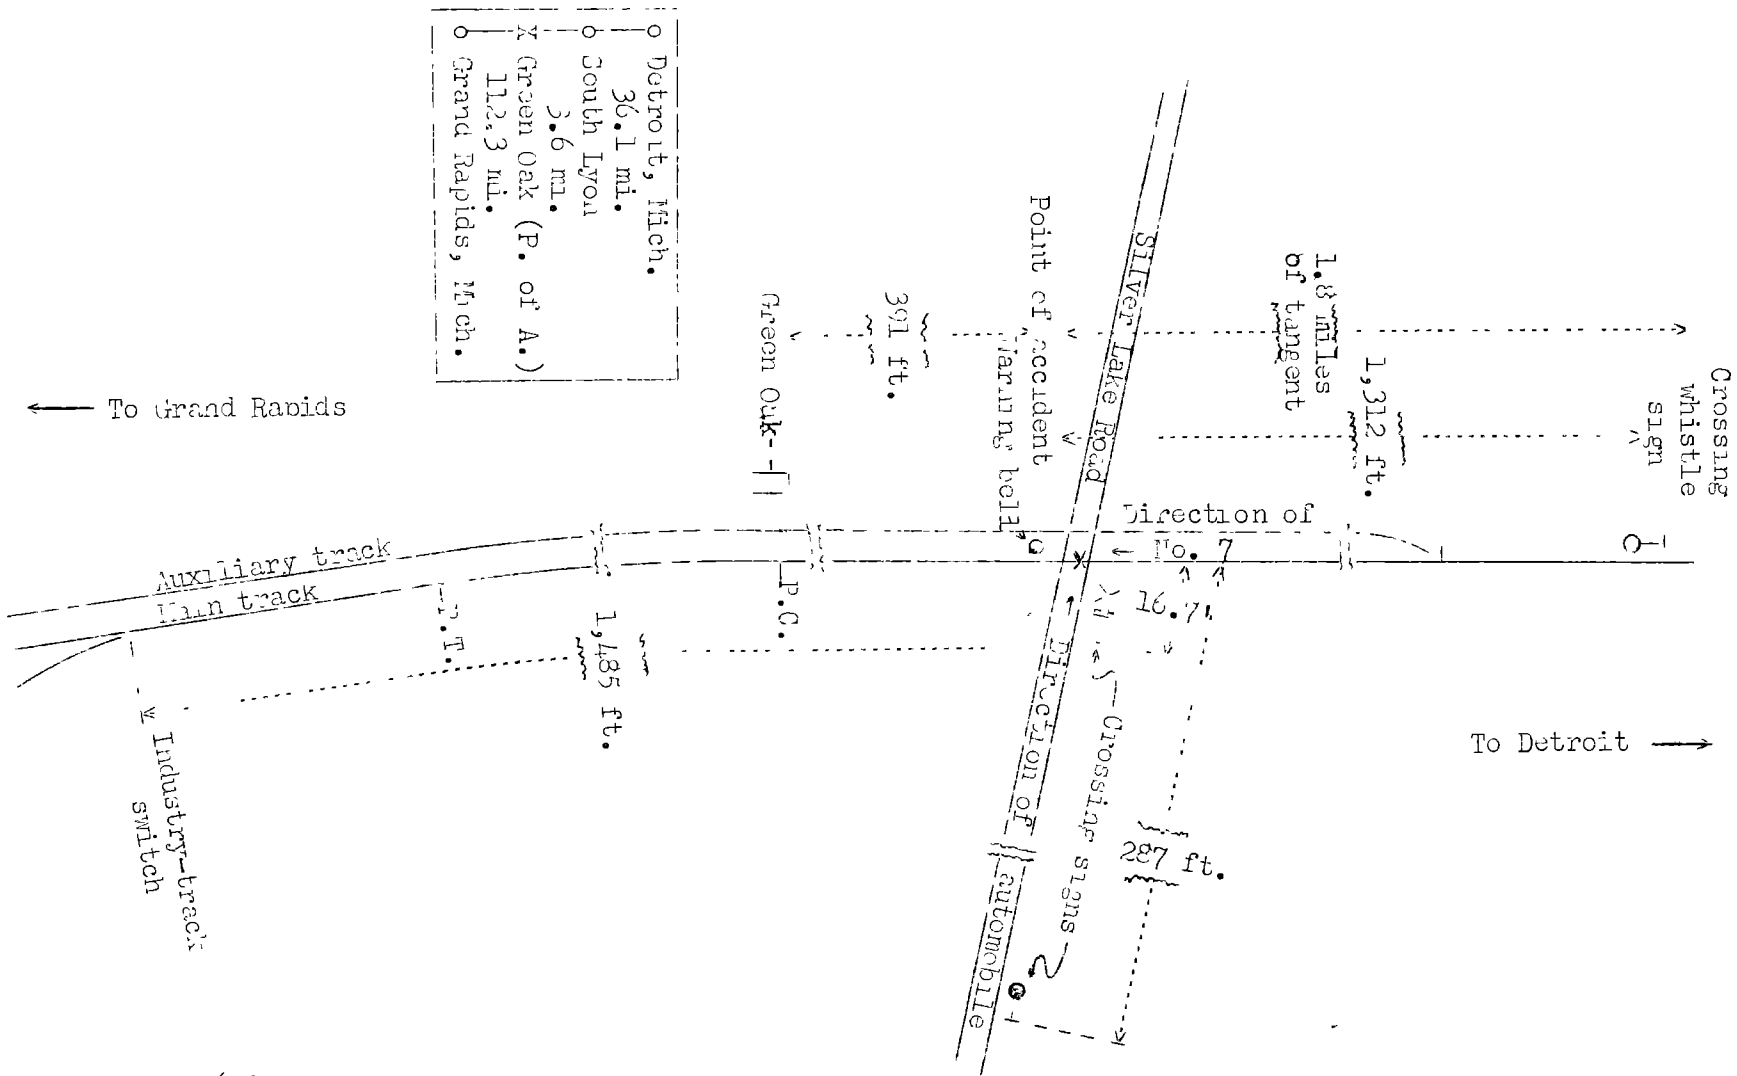 Detroit, Mich.
36.1 mi.
South Lyon
3.6 mi.
Green Oak (P. of A.)
112.3 mi.
Grand Rapids, Mich.
To Grand Rapids
Green Oak
391 ft.
Point of accident
Warning bell
Silver Lake Road
1.8 miles
of tangent
1,312 ft.
Crossing
whistle
sign
Direction of
No. 7
16.7'
Auxiliary track
Main track
P.T.
P.C.
1,485 ft.
Industry-track
switch
Direction of automobile
Crossing signs
287 ft.
To Detroit